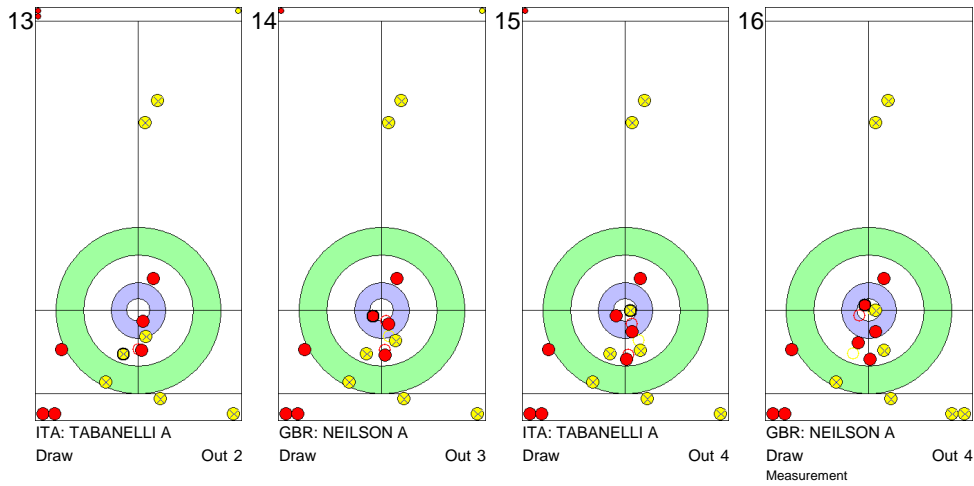 13
ITA: TABANELLI A
Draw Out 2
14
GBR: NEILSON A
Draw Out 3
15
ITA: TABANELLI A
Draw Out 4
16
GBR: NEILSON A
Draw Out 4
Measurement